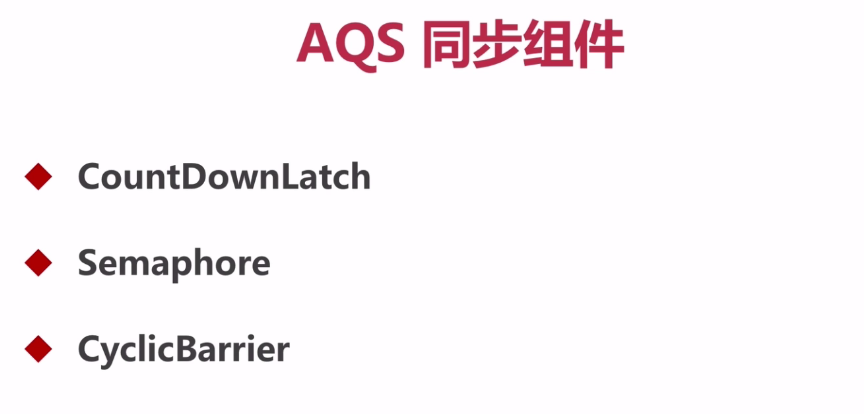 AQS 同步组件
CountDownLatch
Semaphore
CyclicBarrier